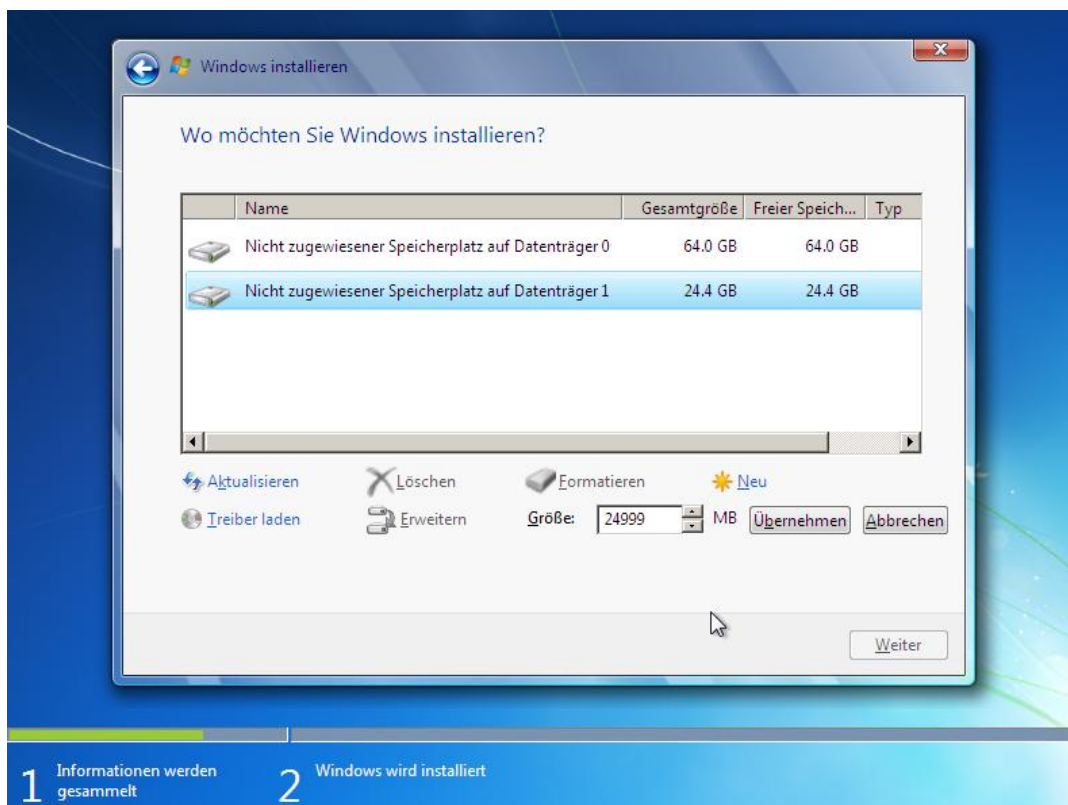 Windows installieren
Wo möchten Sie Windows installieren?
Name Gesamtgröße Freier Speich... Typ
Nicht zugewiesener Speicherplatz auf Datenträger 0 64.0 GB 64.0 GB
Nicht zugewiesener Speicherplatz auf Datenträger 1 24.4 GB 24.4 GB
Aktualisieren Löschen Formatieren Neu
Treiber laden Erweitern Größe: 24999 MB Übernehmen Abbrechen
Weiter
1 Informationen werden gesammelt
2 Windows wird installiert